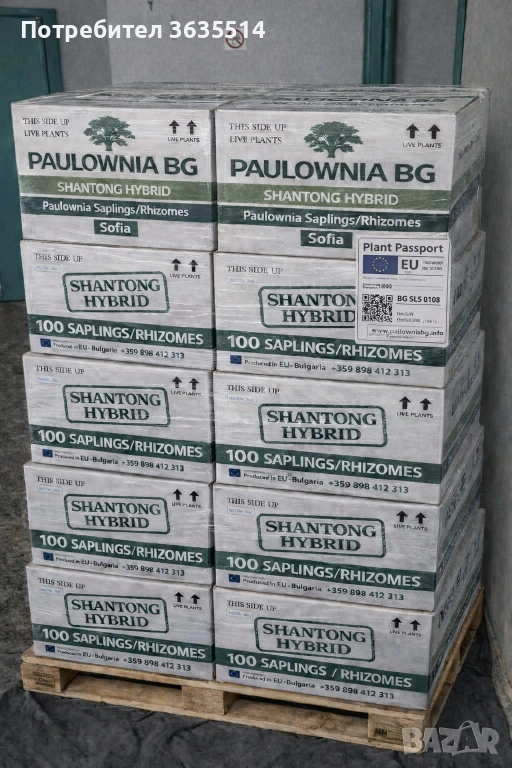 Потребител 3635514
THIS SIDE UP
LIVE PLANTS
LIVE PLANTS
PAULOWNIA BG
SHANTONG HYBRID
Paulownia Saplings/Rhizomes
Sofia
THIS SIDE UP
LIVE PLANTS
LIVE PLANTS
PAULOWNIA BG
SHANTONG HYBRID
Paulownia Saplings/Rhizomes
Sofia
Plant Passport
EU
BG SLS 0108
www.paulowniabg.info
THIS SIDE UP
LIVE PLANTS
SHANTONG
HYBRID
100 SAPLINGS/RHIZOMES
Produced in EU-Bulgaria +359 898 412 313
THIS SIDE UP
SHANTONG
HYBRID
100 SAPLINGS/RHIZOMES
Produced in EU-Bulgaria +359 898 412 313
THIS SIDE UP
LIVE PLANTS
SHANTONG
HYBRID
100 SAPLINGS/RHIZOMES
Produced in EU-Bulgaria +359 898 412 313
THIS SIDE UP
LIVE PLANTS
SHANTONG
HYBRID
100 SAPLINGS/RHIZOMES
Produced in EU-Bulgaria +359 898 412 313
THIS SIDE UP
LIVE PLANTS
SHANTONG
HYBRID
100 SAPLINGS/RHIZOMES
Produced in EU-Bulgaria +359 898 412 313
THIS SIDE UP
LIVE PLANTS
SHANTONG
HYBRID
100 SAPLINGS/RHIZOMES
Produced in EU-Bulgaria +359 898 412 313
THIS SIDE UP
LIVE PLANTS
SHANTONG
HYBRID
100 SAPLINGS/RHIZOMES
Produced in EU-Bulgaria +359 898 412 313
THIS SIDE UP
LIVE PLANTS
SHANTONG
HYBRID
100 SAPLINGS / RHIZOMES
Produced in EU-Bulgaria +359 898 412 313
BAZAR